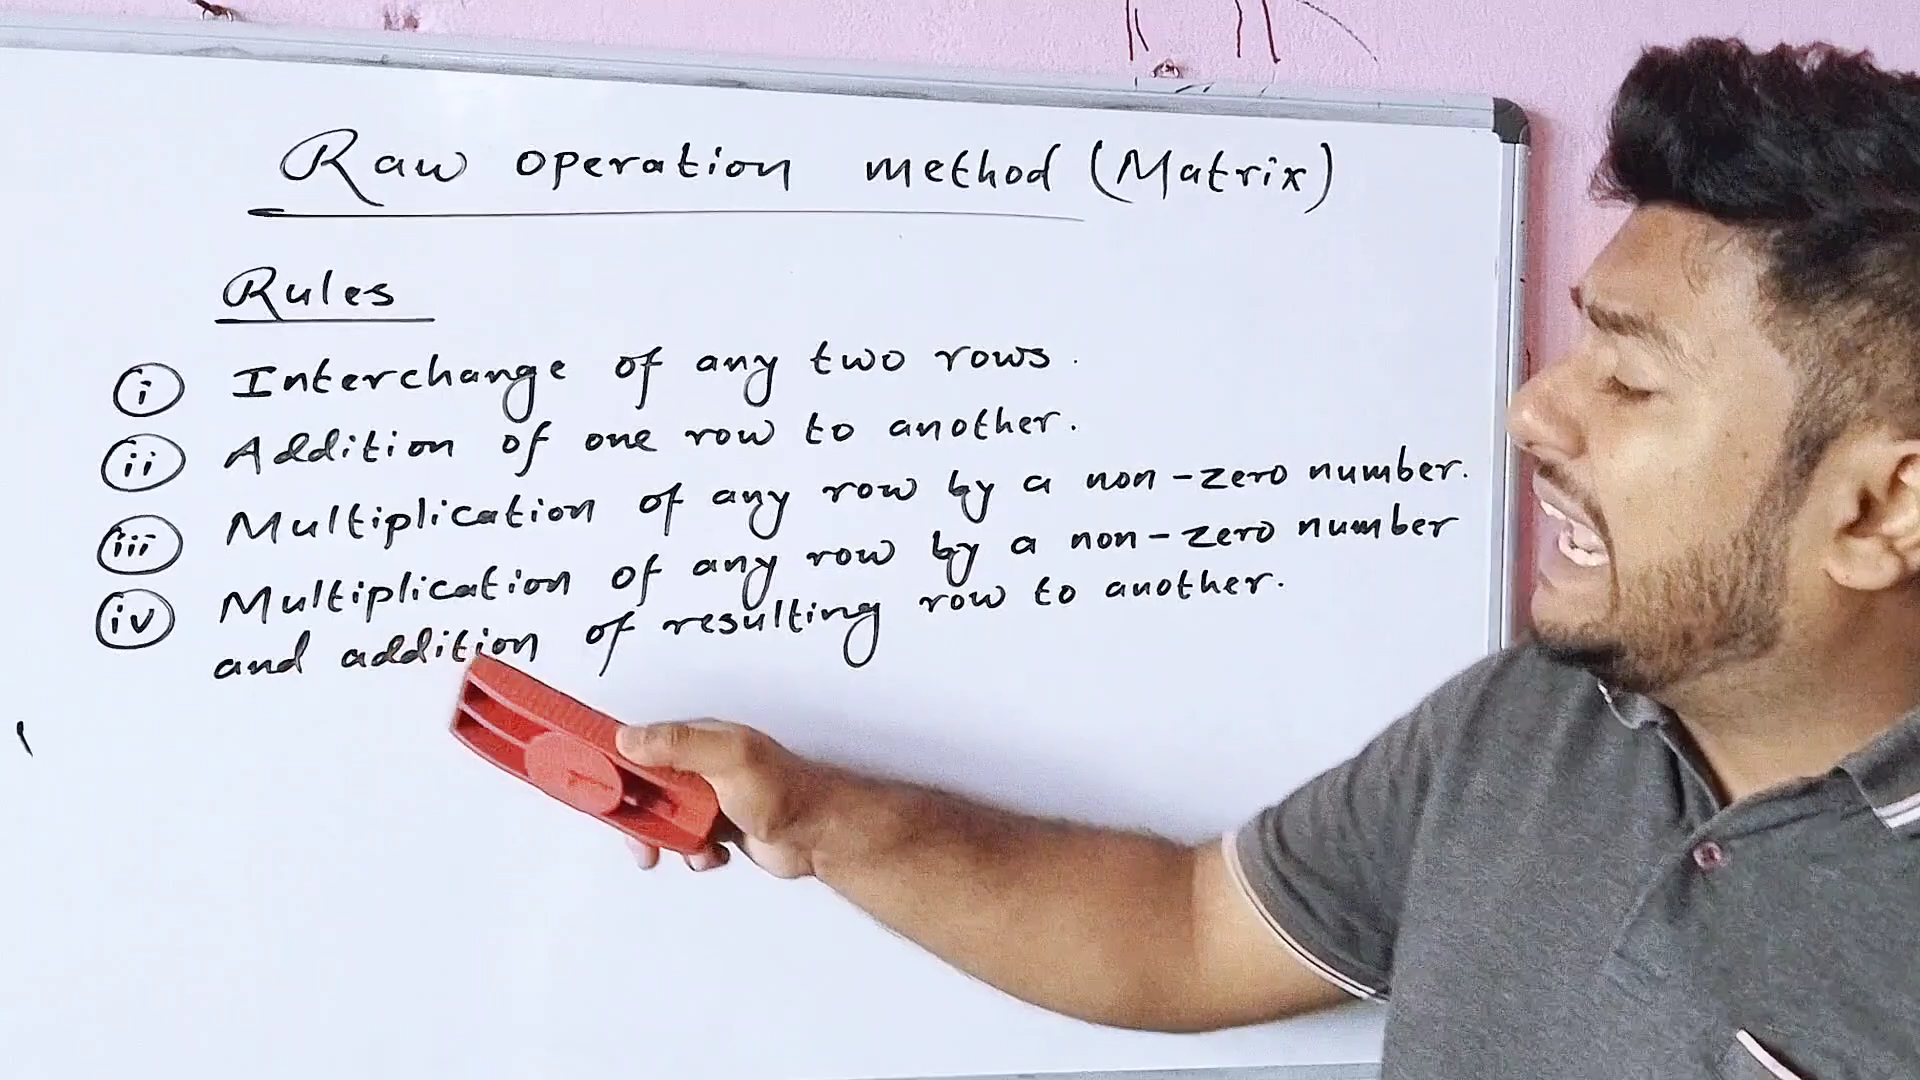 Raw operation method (Matrix)
Rules
(i) Interchange of any two rows.
(ii) Addition of one row to another.
(iii) Multiplication of any row by a non-zero number.
(iv) Multiplication of any row by a non-zero number
and addition of resulting row to another.